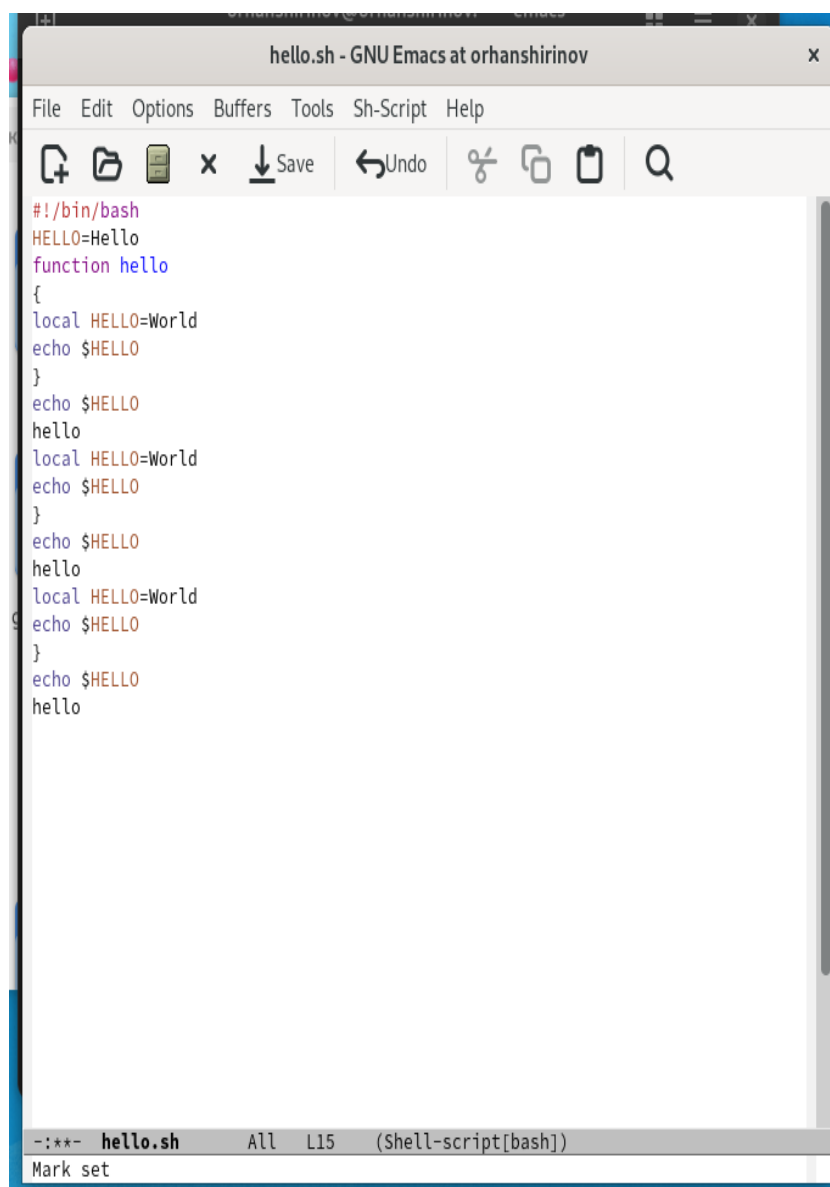 hello.sh - GNU Emacs at orhanshirinov
File Edit Options Buffers Tools Sh-Script Help
Save Undo
#!/bin/bash
HELLO=Hello
function hello
{
local HELLO=World
echo $HELLO
}
echo $HELLO
hello
local HELLO=World
echo $HELLO
}
echo $HELLO
hello
local HELLO=World
echo $HELLO
}
echo $HELLO
hello
-:**- hello.sh All L15 (Shell-script[bash])
Mark set